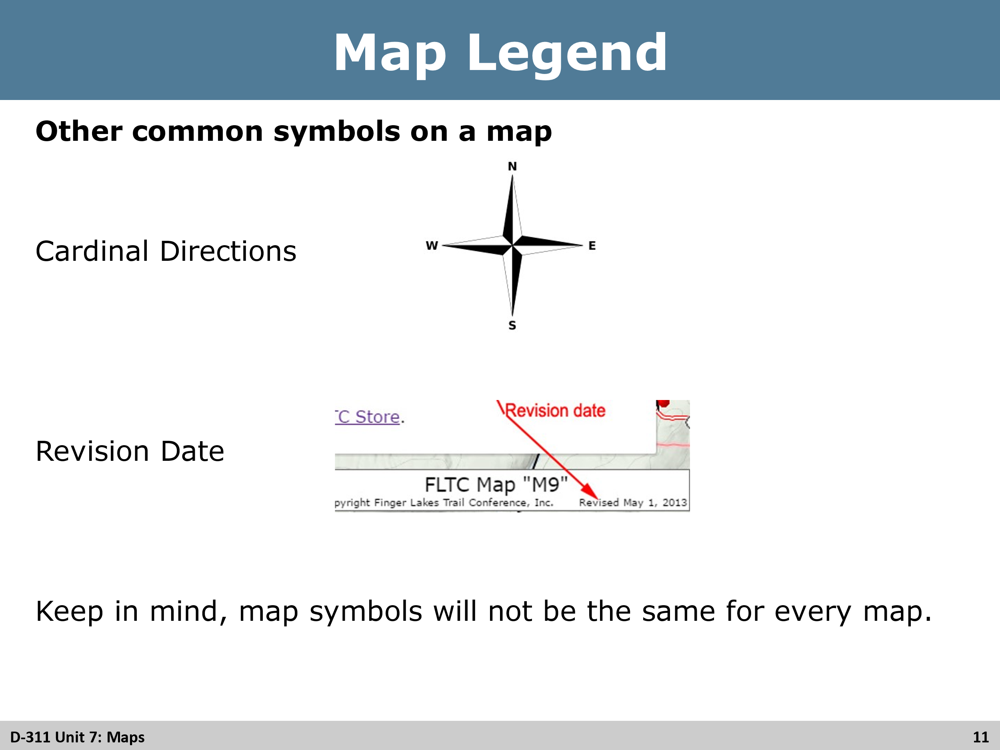 Map Legend
Other common symbols on a map
N
Cardinal Directions
W
E
S
Revision date
C Store.
Revision Date
FLTC Map "M9"
pyright Finger Lakes Trail Conference, Inc. Revised May 1, 2013
Keep in mind, map symbols will not be the same for every map.
D-311 Unit 7: Maps
11